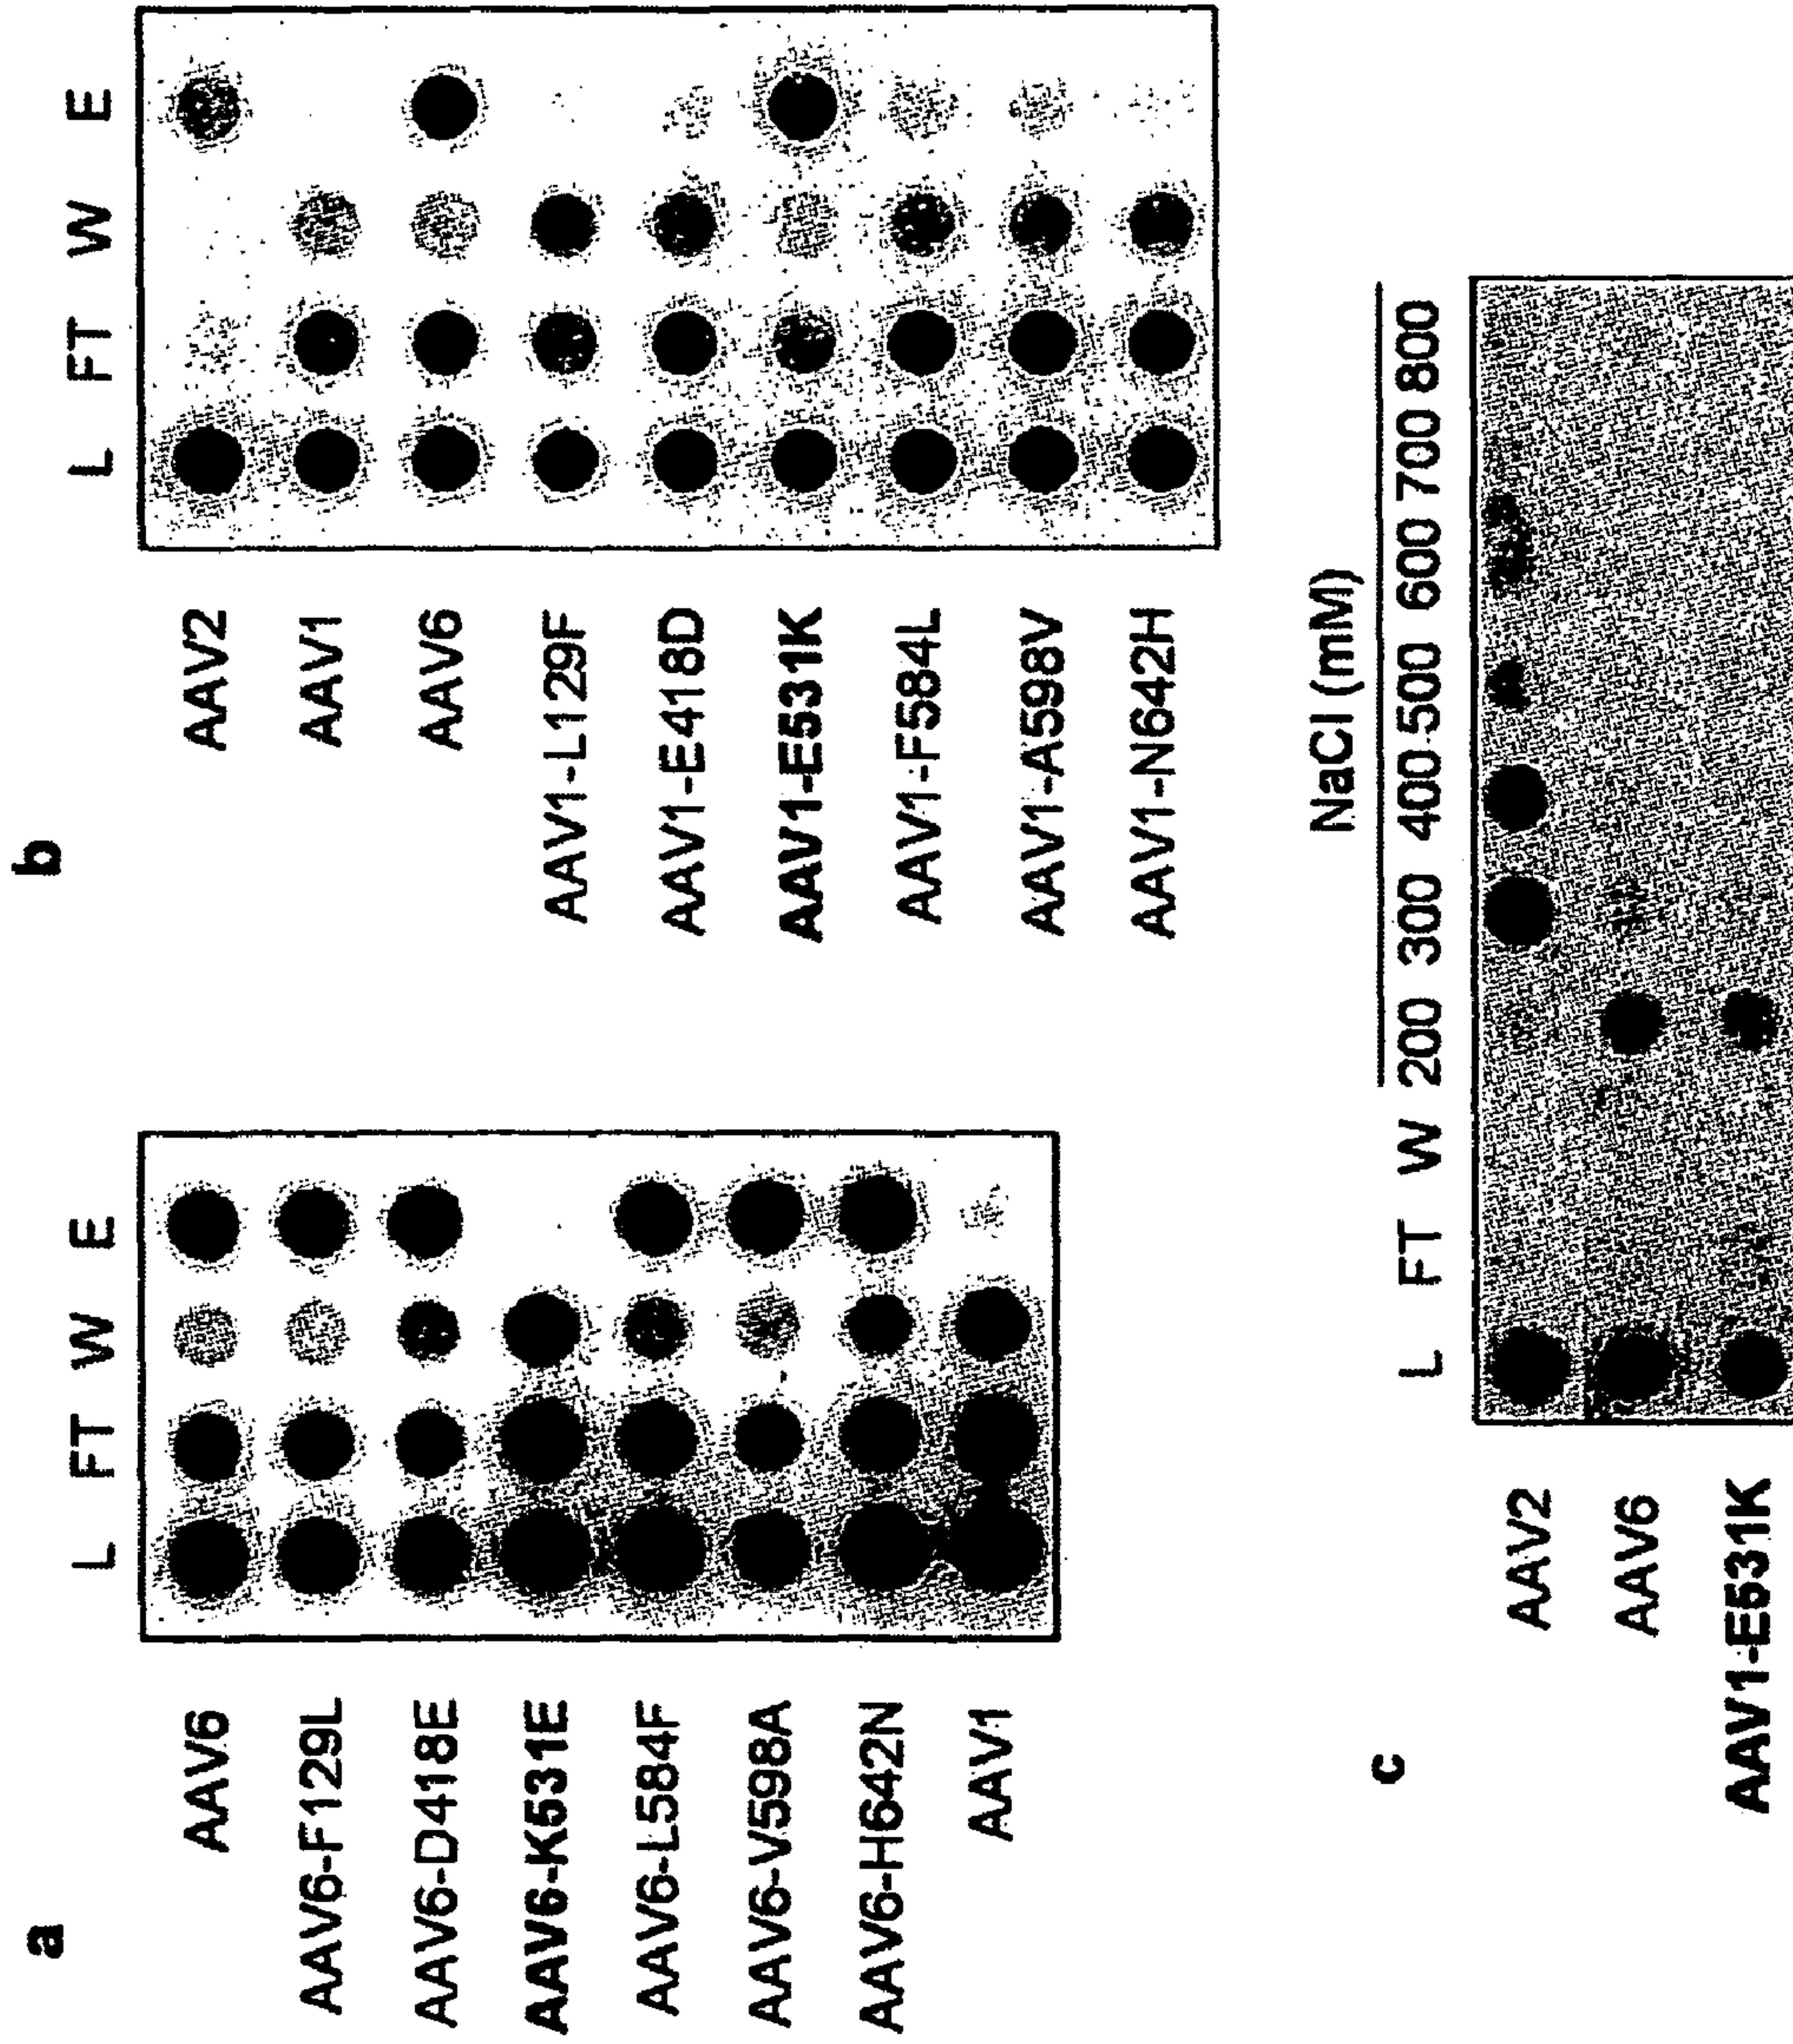 a
L FT W E
AAV6
AAV6-F129L
AAV6-D418E
AAV6-K531E
AAV6-L584F
AAV6-V598A
AAV6-H642N
AAV1
b
L FT W E
AAV2
AAV1
AAV6
AAV1-L129F
AAV1-E418D
AAV1-E531K
AAV1-F584L
AAV1-A598V
AAV1-N642H
c
NaCl (mM)
L FT W 200 300 400 500 600 700 800
AAV2
AAV6
AAV1-E531K